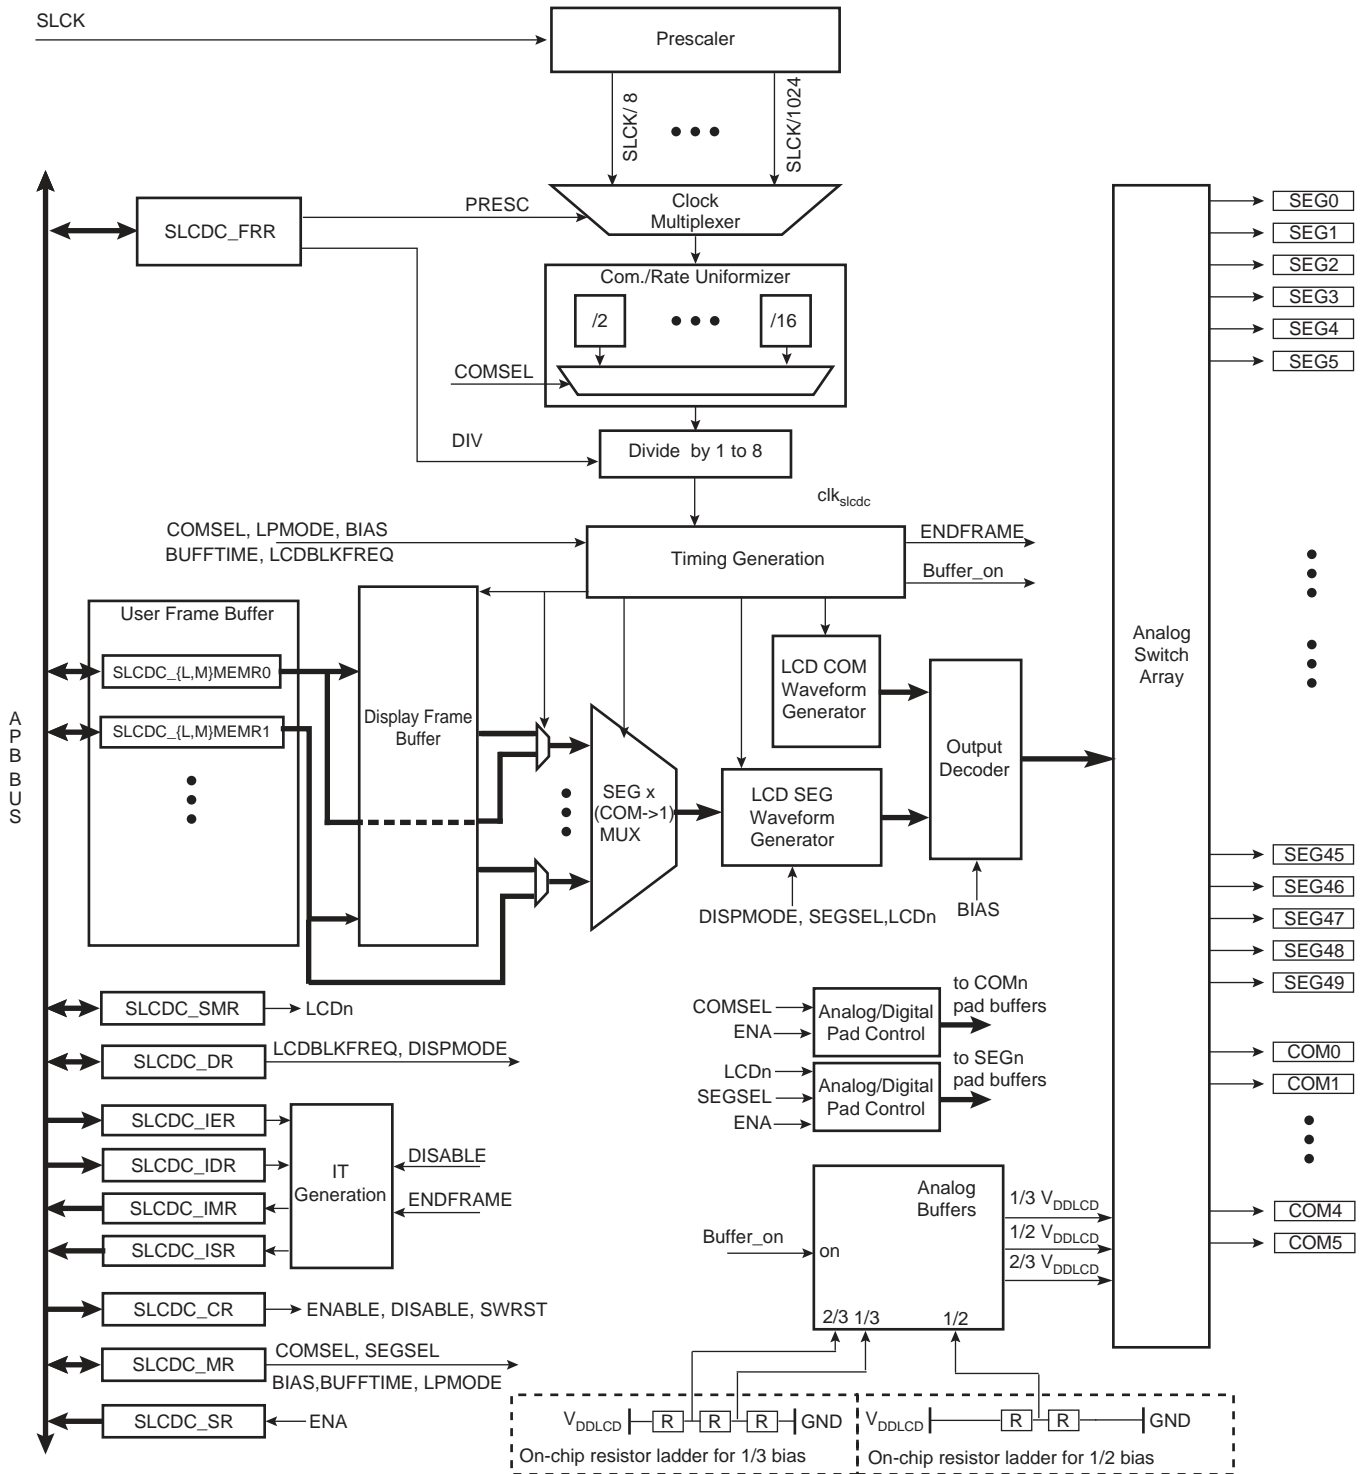 SLCK
Prescaler
SLCK/ 8
SLCK/1024
PRESC
Clock
Multiplexer
SLCDC_FRR
Com./Rate Uniformizer
/2
/16
COMSEL
DIV
Divide by 1 to 8
clkslcdc
COMSEL, LPMODE, BIAS
BUFFTIME, LCDBLKFREQ
Timing Generation
ENDFRAME
Buffer_on
APB BUS
User Frame Buffer
SLCDC_{L,M}MEMR0
SLCDC_{L,M}MEMR1
Display Frame
Buffer
SEG x
(COM->1)
MUX
LCD COM
Waveform
Generator
LCD SEG
Waveform
Generator
Output
Decoder
DISPMODE, SEGSEL,LCDn
BIAS
Analog
Switch
Array
SEG0
SEG1
SEG2
SEG3
SEG4
SEG5
SEG45
SEG46
SEG47
SEG48
SEG49
COM0
COM1
COM4
COM5
SLCDC_SMR
LCDn
SLCDC_DR
LCDBLKFREQ, DISPMODE
SLCDC_IER
SLCDC_IDR
SLCDC_IMR
SLCDC_ISR
IT
Generation
DISABLE
ENDFRAME
SLCDC_CR
ENABLE, DISABLE, SWRST
SLCDC_MR
COMSEL, SEGSEL
BIAS,BUFFTIME, LPMODE
SLCDC_SR
ENA
COMSEL
ENA
Analog/Digital
Pad Control
to COMn
pad buffers
LCDn
SEGSEL
ENA
Analog/Digital
Pad Control
to SEGn
pad buffers
Buffer_on
on
Analog
Buffers
2/3 1/3
1/2
1/3 VDDLCD
1/2 VDDLCD
2/3 VDDLCD
VDDLCD R R R GND
On-chip resistor ladder for 1/3 bias
VDDLCD R R GND
On-chip resistor ladder for 1/2 bias